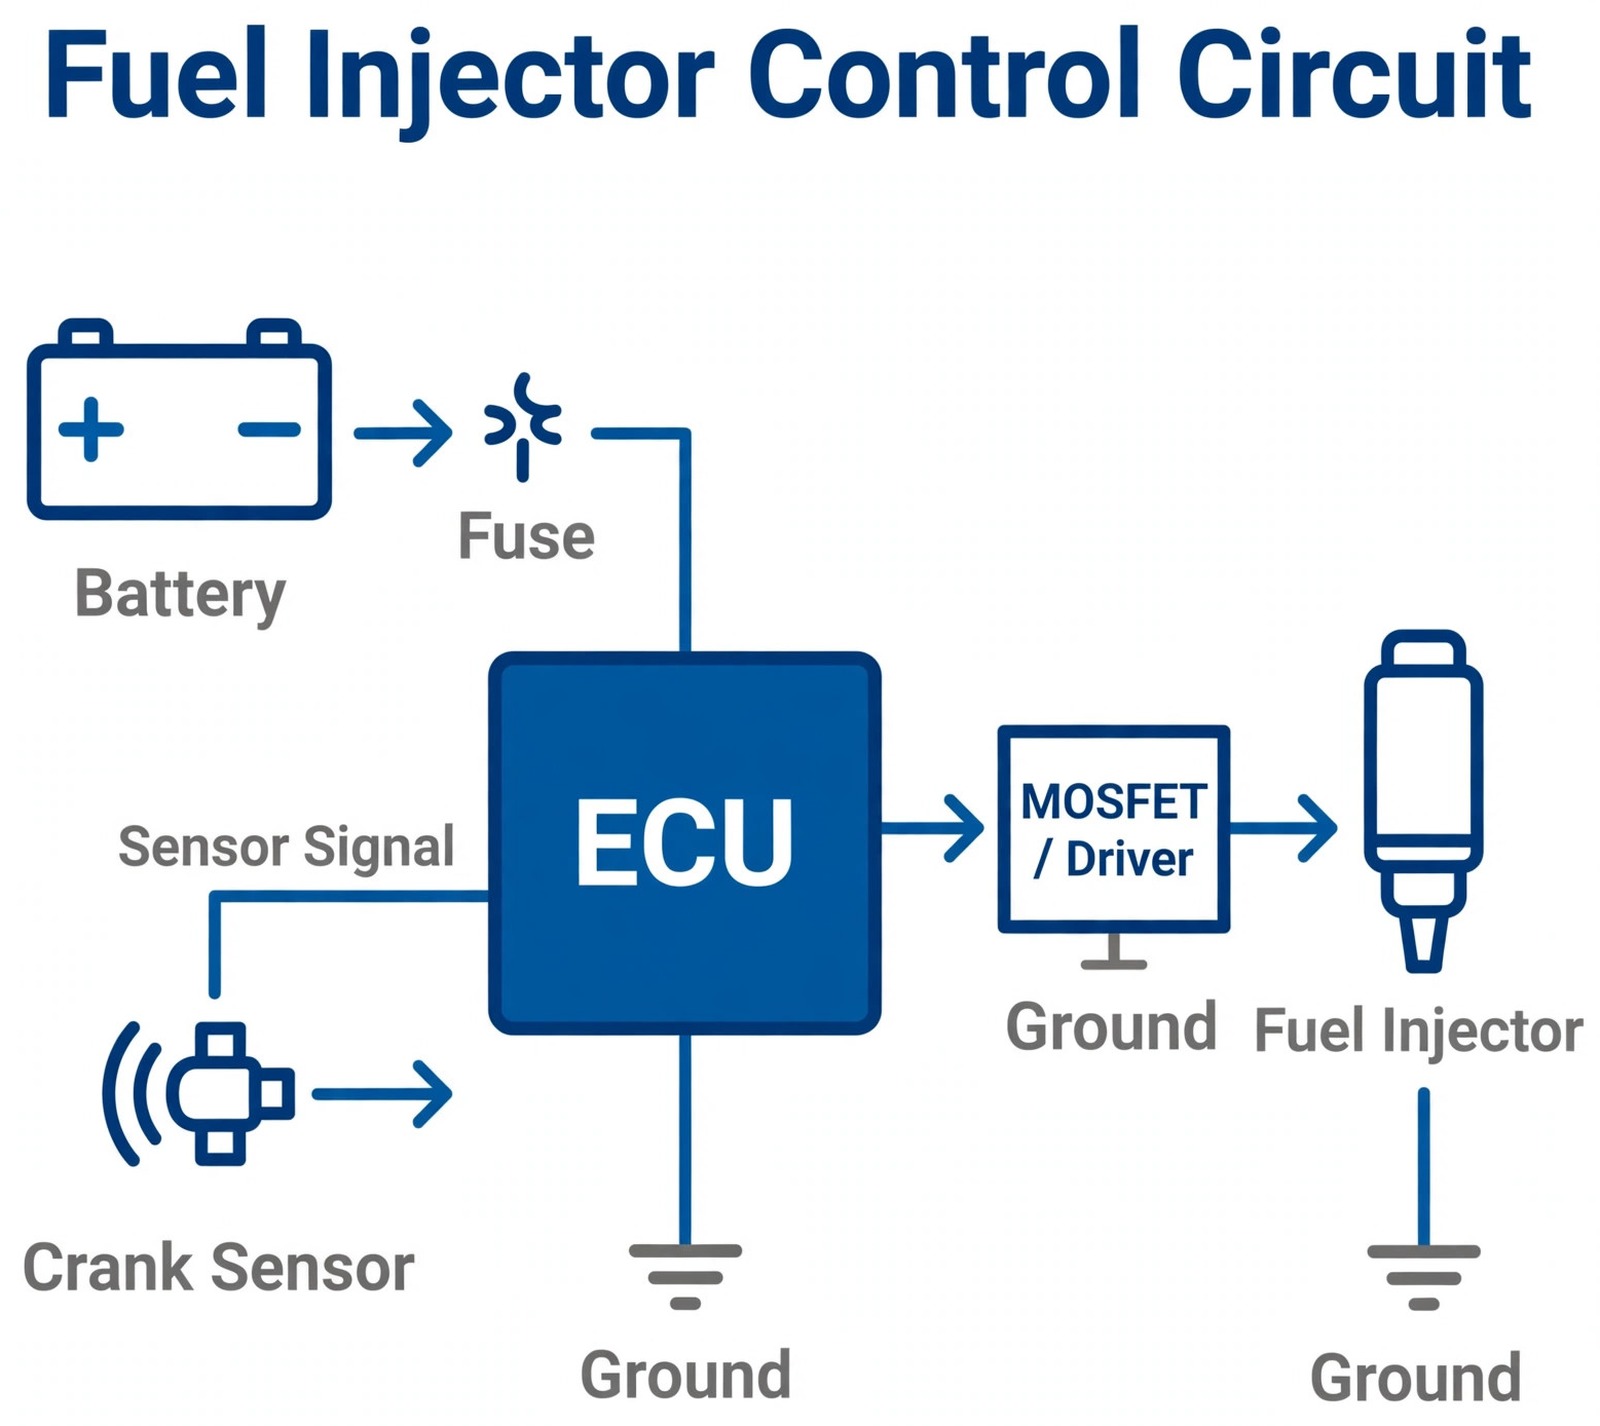 Fuel Injector Control Circuit
+ −
Fuse
Battery
Sensor Signal
ECU
MOSFET
/ Driver
Ground
Fuel Injector
Crank Sensor
Ground
Ground